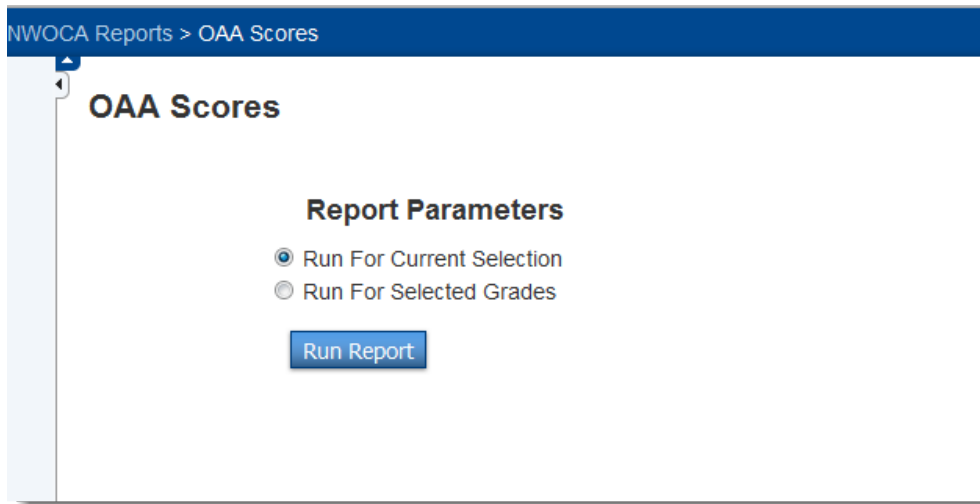 NWOCA Reports > OAA Scores
OAA Scores
Report Parameters
Run For Current Selection
Run For Selected Grades
Run Report